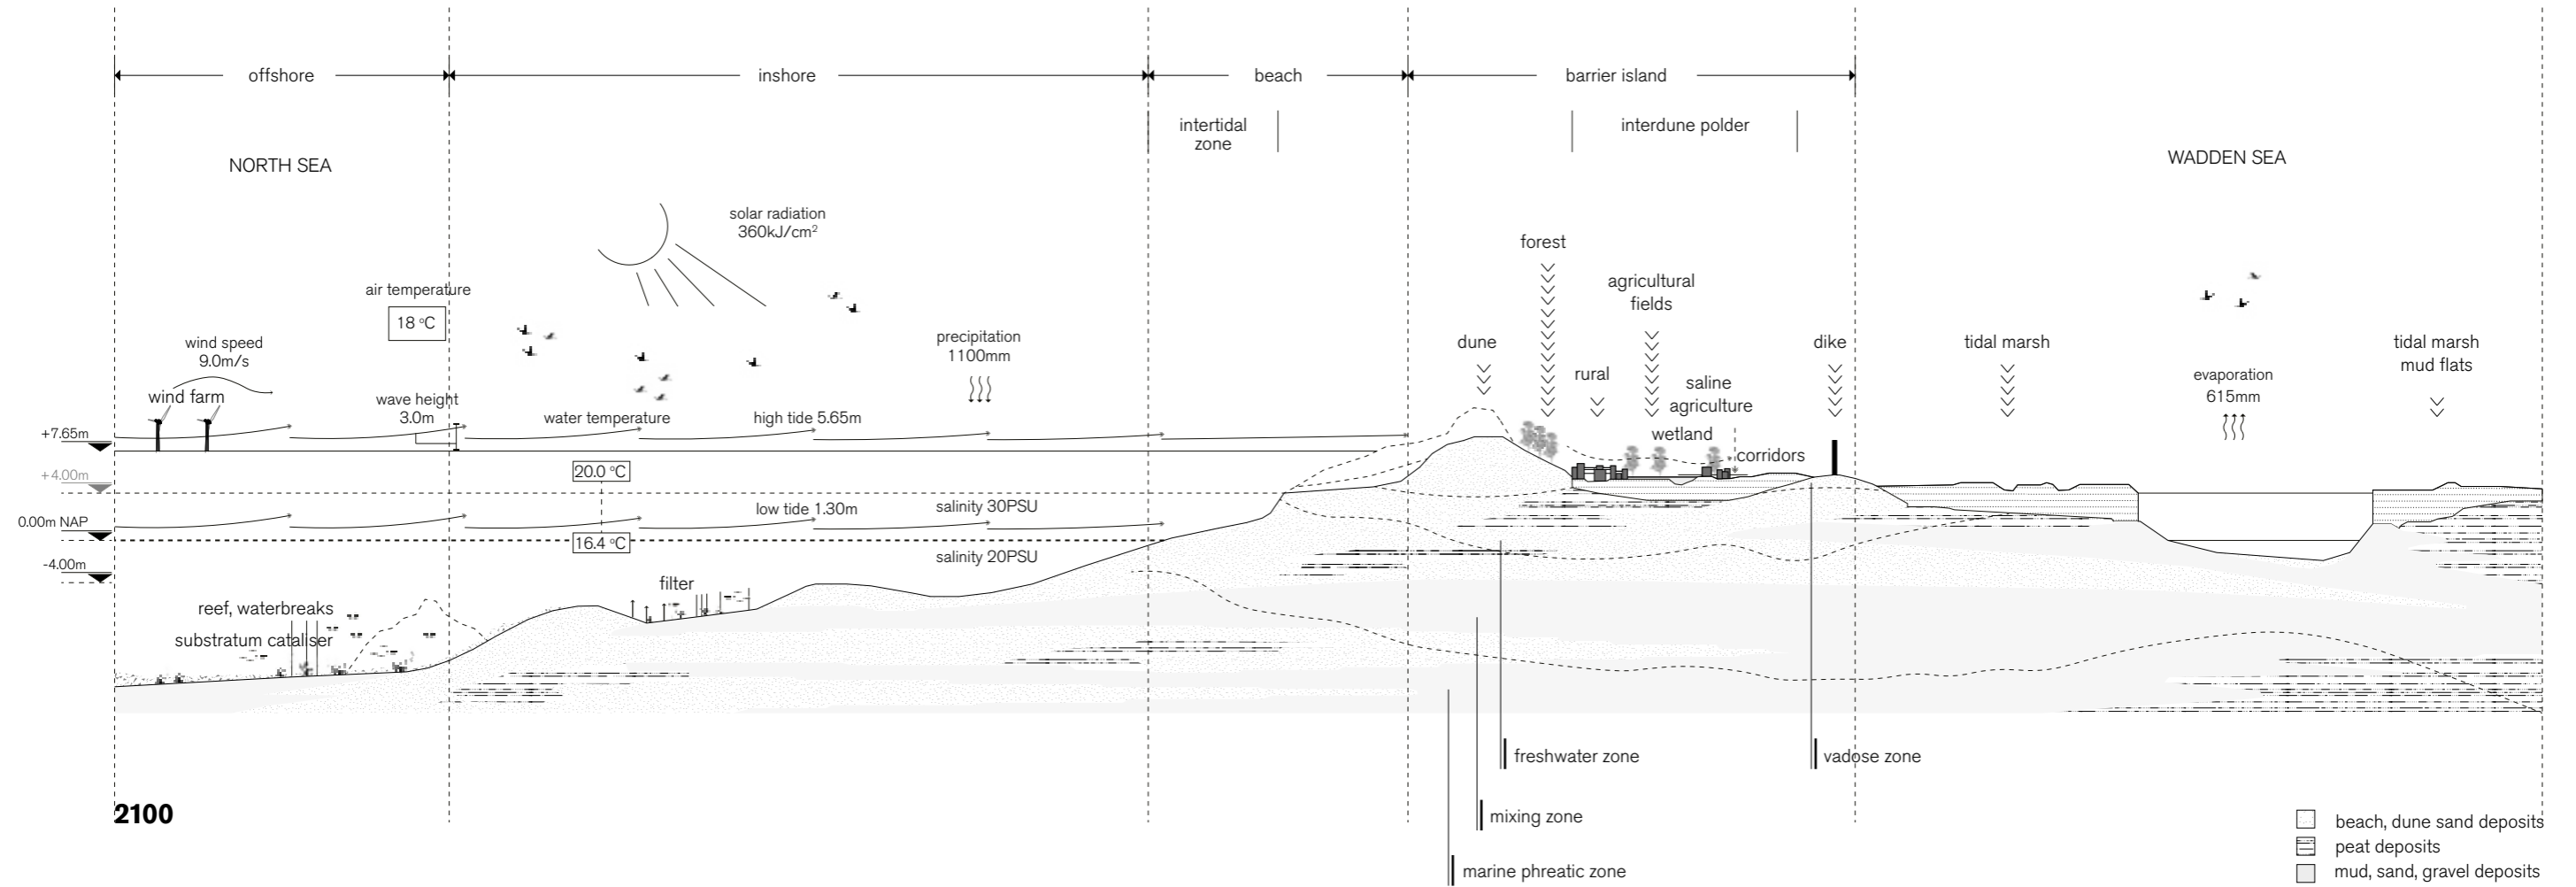 offshore
inshore
beach
barrier island
intertidal
zone
interdune polder
NORTH SEA
WADDEN SEA
solar radiation
360kJ/cm²
air temperature
18 °C
wind speed
9.0m/s
wind farm
wave height
3.0m
water temperature
high tide 5.65m
precipitation
1100mm
forest
agricultural
fields
dune
rural
saline
agriculture
wetland
corridors
dike
tidal marsh
evaporation
615mm
tidal marsh
mud flats
+7.65m
+4.00m
0.00m NAP
-4.00m
20.0 °C
low tide 1.30m
salinity 30PSU
16.4 °C
salinity 20PSU
filter
reef, waterbreaks
substratum cataliser
freshwater zone
vadose zone
mixing zone
marine phreatic zone
2100
beach, dune sand deposits
peat deposits
mud, sand, gravel deposits